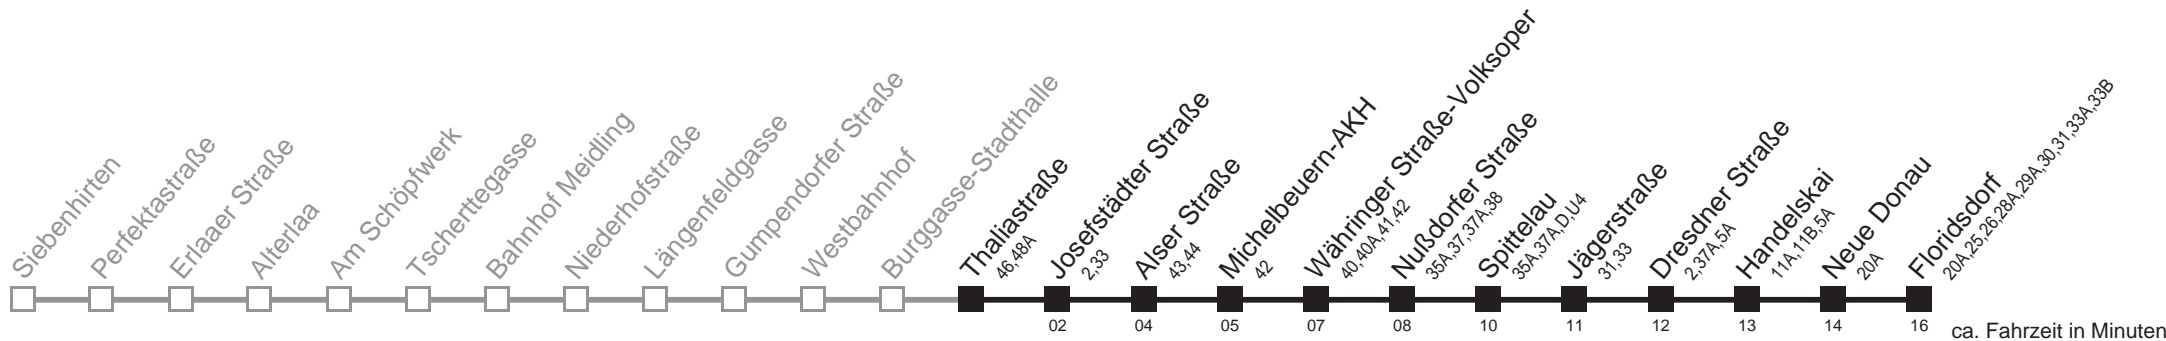 Siebenhirten
Perfektastraße
Erlaaer Straße
Alterlaa
Am Schöpfwerk
Tscherttegasse
Bahnhof Meidling
Niederhofstraße
Längenfeldgasse
Gumpendorfer Straße
Westbahnhof
Burggasse-Stadthalle
Thaliastraße
46,48A
Josefstädter Straße
2,33
Alser Straße
43,44
Michelbeuern-AKH
42
Währinger Straße-Volksoper
40,40A,41,42
Nußdorfer Straße
35A,37,37A,38
Spittelau
35A,37A,D,U4
Jägerstraße
31,33
Dresdner Straße
2,37A,5A
Handelskai
11A,11B,5A
Neue Donau
20A
Floridsdorf
20A,25,26,28A,29A,30,31,33A,33B
02 04 05 07 08 10 11 12 13 14 16 ca. Fahrzeit in Minuten